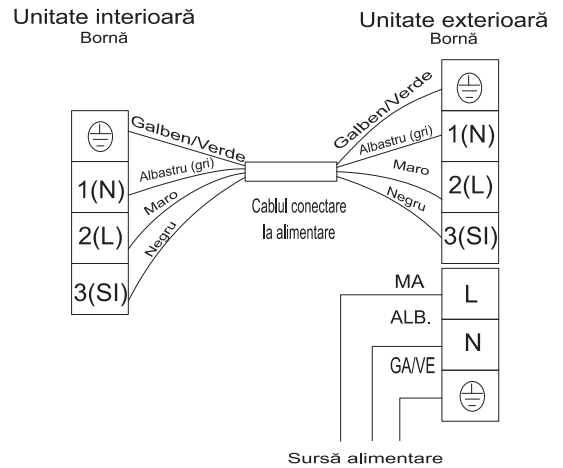 Unitate interioară
Bornă
Unitate exterioară
Bornă
Galben/Verde
Albastru (gri)
Maro
Negru
1(N)
2(L)
3(SI)
Cablul conectare
la alimentare
Galben/Verde
Albastru (gri)
Maro
Negru
1(N)
2(L)
3(SI)
MA
L
ALB.
N
GA/VE
Sursă alimentare